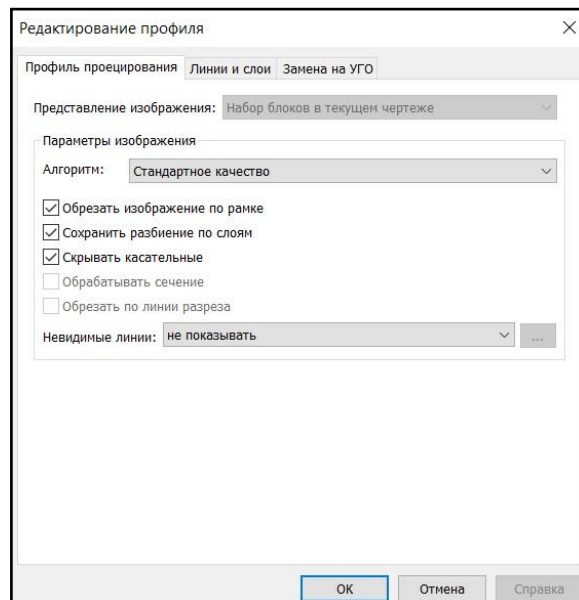 Редактирование профиля
Профиль проецирования Линии и слои Замена на УГО
Представление изображения: Набор блоков в текущем чертеже
Параметры изображения
Алгоритм: Стандартное качество
Обрезать изображение по рамке
Сохранить разбиение по слоям
Скрывать касательные
Обрабатывать сечение
Обрезать по линии разреза
Невидимые линии: не показывать ...
ОК Отмена Справка